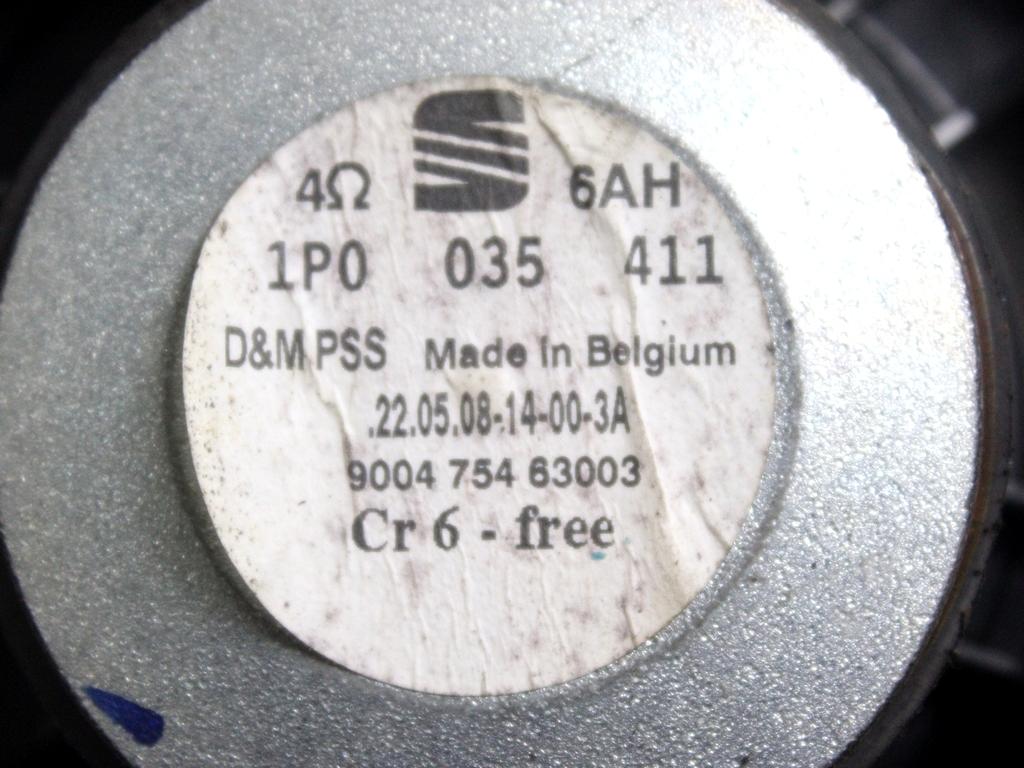 4Ω 6AH
1P0 035 411
D&M PSS Made in Belgium
.22.05.08-14-00-3A
9004 754 63003
Cr 6 - free